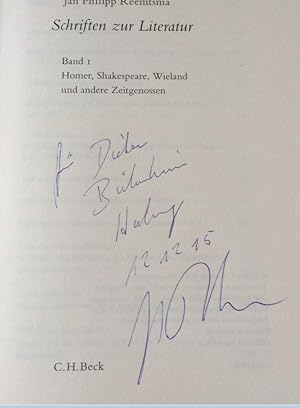 Jan Philipp Reemtsma
Schriften zur Literatur
Band 1
Homer, Shakespeare, Wieland
und andere Zeitgenossen
für Dieter
12 12 15
C.H.Beck